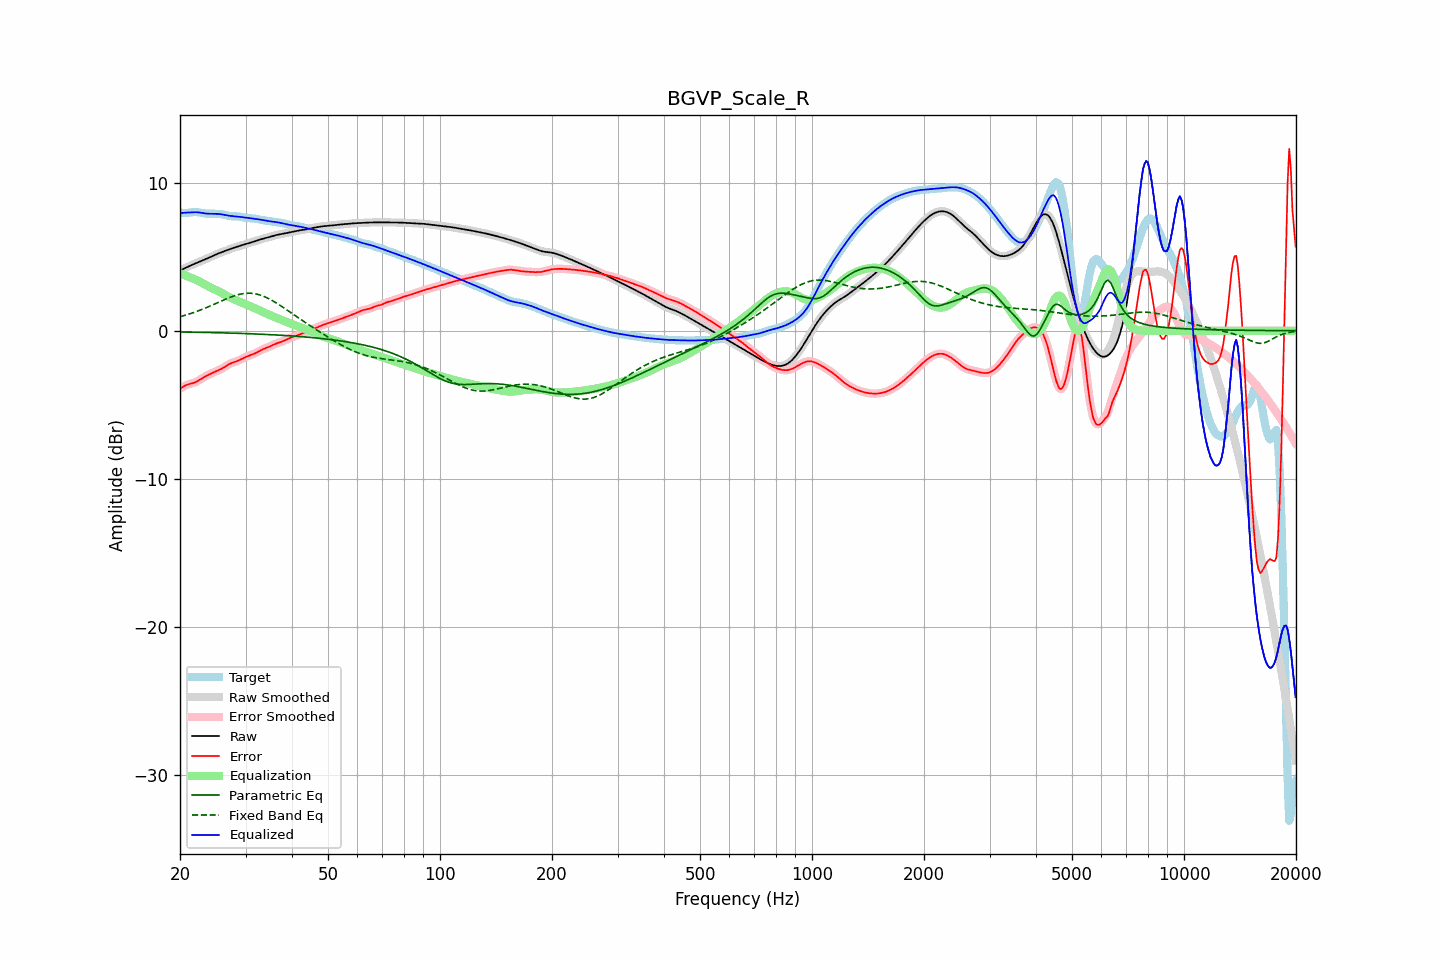 BGVP_Scale_R
10
0
−10
−20
−30
Amplitude (dBr)
Target
Raw Smoothed
Error Smoothed
Raw
Error
Equalization
Parametric Eq
Fixed Band Eq
Equalized
20 50 100 200 500 1000 2000 5000 10000 20000
Frequency (Hz)